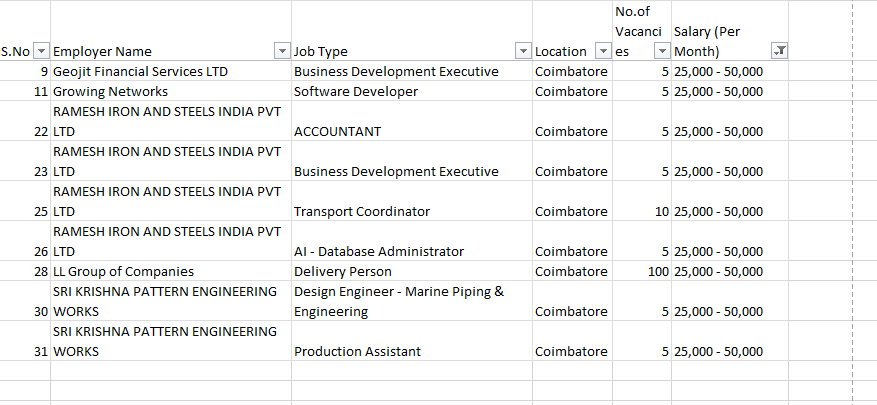 No.of
Vacanci Salary (Per
S.No Employer Name Job Type Location es Month)
9 Geojit Financial Services LTD Business Development Executive Coimbatore 5 25,000 - 50,000
11 Growing Networks Software Developer Coimbatore 5 25,000 - 50,000
RAMESH IRON AND STEELS INDIA PVT
22 LTD ACCOUNTANT Coimbatore 5 25,000 - 50,000
RAMESH IRON AND STEELS INDIA PVT
23 LTD Business Development Executive Coimbatore 5 25,000 - 50,000
RAMESH IRON AND STEELS INDIA PVT
25 LTD Transport Coordinator Coimbatore 10 25,000 - 50,000
RAMESH IRON AND STEELS INDIA PVT
26 LTD AI - Database Administrator Coimbatore 5 25,000 - 50,000
28 LL Group of Companies Delivery Person Coimbatore 100 25,000 - 50,000
SRI KRISHNA PATTERN ENGINEERING Design Engineer - Marine Piping &
30 WORKS Engineering Coimbatore 5 25,000 - 50,000
SRI KRISHNA PATTERN ENGINEERING
31 WORKS Production Assistant Coimbatore 5 25,000 - 50,000